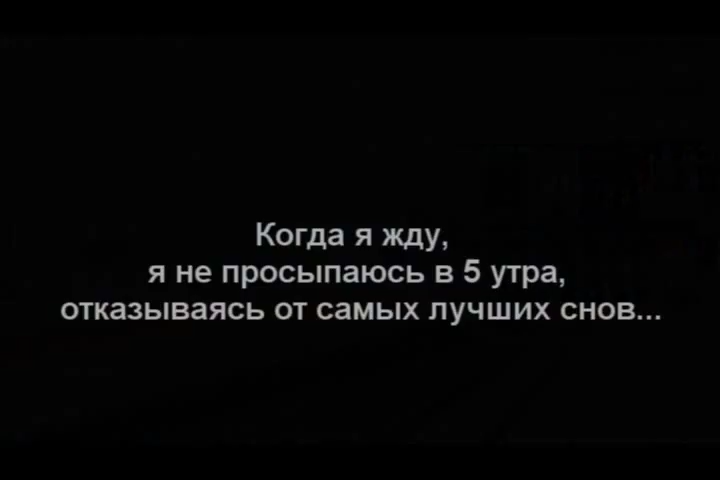 Когда я жду,
я не просыпаюсь в 5 утра,
отказываясь от самых лучших снов...